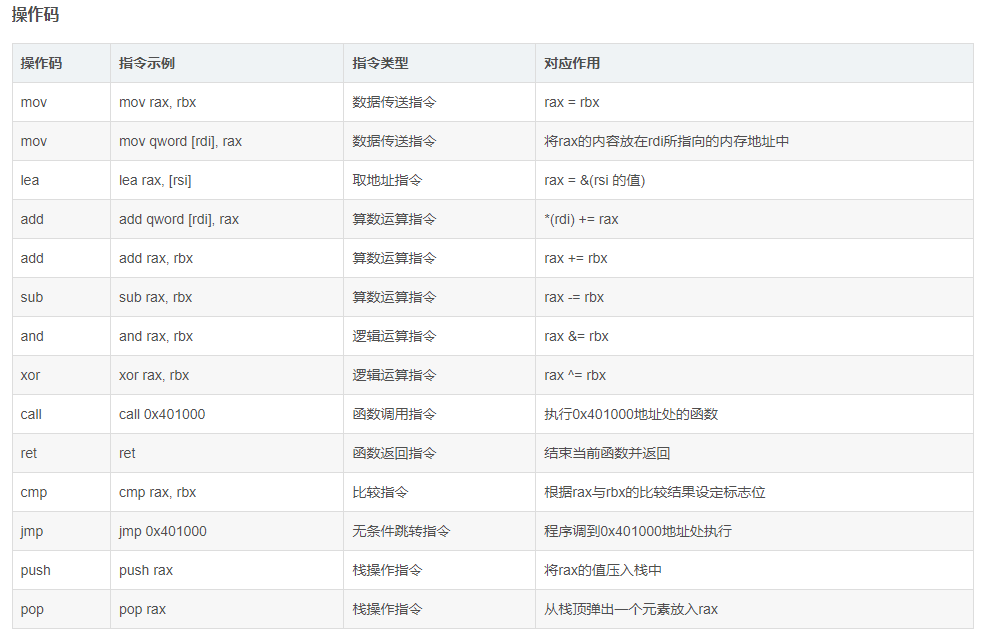 操作码
操作码 指令示例 指令类型 对应作用
mov mov rax, rbx 数据传送指令 rax = rbx
mov mov qword [rdi], rax 数据传送指令 将rax的内容放在rdi所指向的内存地址中
lea lea rax, [rsi] 取地址指令 rax = &(rsi 的值)
add add qword [rdi], rax 算数运算指令 *(rdi) += rax
add add rax, rbx 算数运算指令 rax += rbx
sub sub rax, rbx 算数运算指令 rax -= rbx
and and rax, rbx 逻辑运算指令 rax &= rbx
xor xor rax, rbx 逻辑运算指令 rax ^= rbx
call call 0x401000 函数调用指令 执行0x401000地址处的函数
ret ret 函数返回指令 结束当前函数并返回
cmp cmp rax, rbx 比较指令 根据rax与rbx的比较结果设定标志位
jmp jmp 0x401000 无条件跳转指令 程序调到0x401000地址处执行
push push rax 栈操作指令 将rax的值压入栈中
pop pop rax 栈操作指令 从栈顶弹出一个元素放入rax